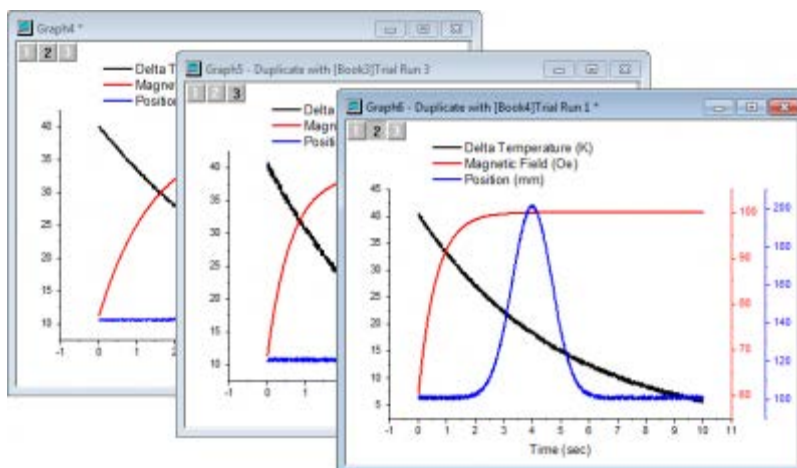 Graph4 *
1 2 3
Delta T
Magne
Position
40
35
30
25
20
15
10
-1 0 1 2
Graph5 - Duplicate with [Book3]Trial Run 3
1 2 3
Delta
Magn
Positi
40
35
30
25
20
15
10
-1 0 1 2
Graph6 - Duplicate with [Book4]Trial Run 1 *
1 2 3
Delta Temperature (K)
Magnetic Field (Oe)
Position (mm)
45
40
35
30
25
20
15
10
5
100
90
80
70
60
200
180
160
140
120
100
-1 0 1 2 3 4 5 6 7 8 9 10 11
Time (sec)